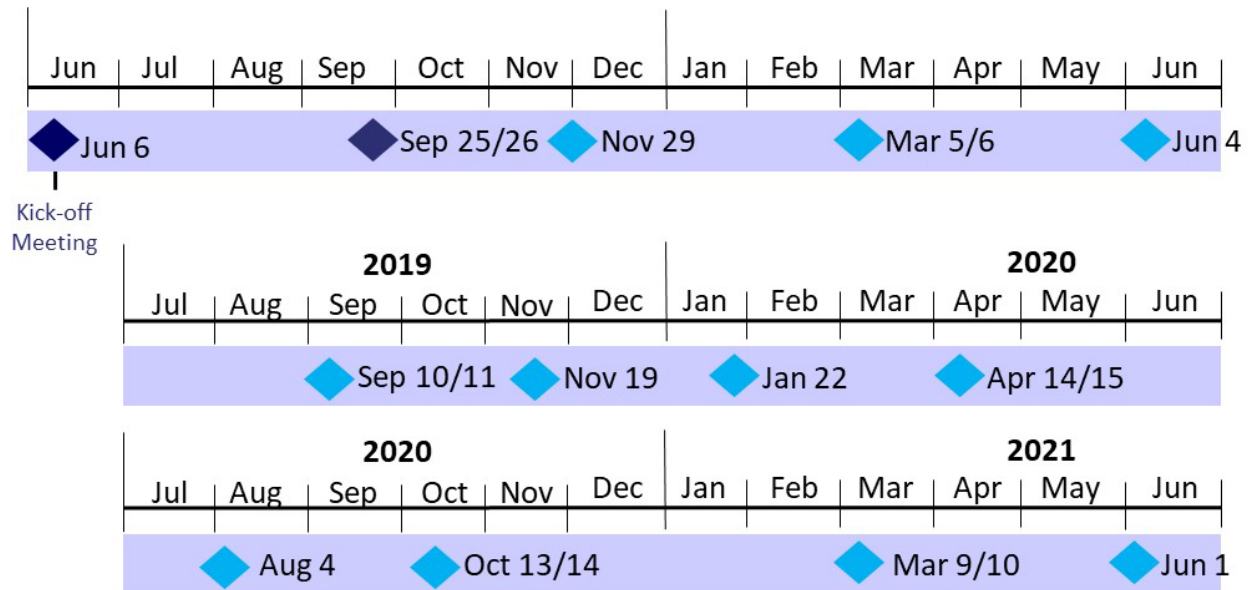 Jun Jul Aug Sep Oct Nov Dec Jan Feb Mar Apr May Jun
Jun 6 Sep 25/26 Nov 29 Mar 5/6 Jun 4
Kick-off
Meeting
2019 2020
Jul Aug Sep Oct Nov Dec Jan Feb Mar Apr May Jun
Sep 10/11 Nov 19 Jan 22 Apr 14/15
2020 2021
Jul Aug Sep Oct Nov Dec Jan Feb Mar Apr May Jun
Aug 4 Oct 13/14 Mar 9/10 Jun 1